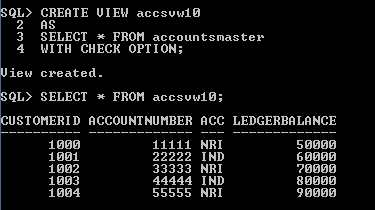 SQL> CREATE VIEW accsvw10
  2  AS
  3  SELECT * FROM accountsmaster
  4  WITH CHECK OPTION;
View created.
SQL> SELECT * FROM accsvw10;
CUSTOMERID ACCOUNTNUMBER ACC LEDGERBALANCE
---------- ------------- --- -------------
      1000         11111 NRI         50000
      1001         22222 IND         60000
      1002         33333 NRI         70000
      1003         44444 IND         80000
      1004         55555 NRI         90000